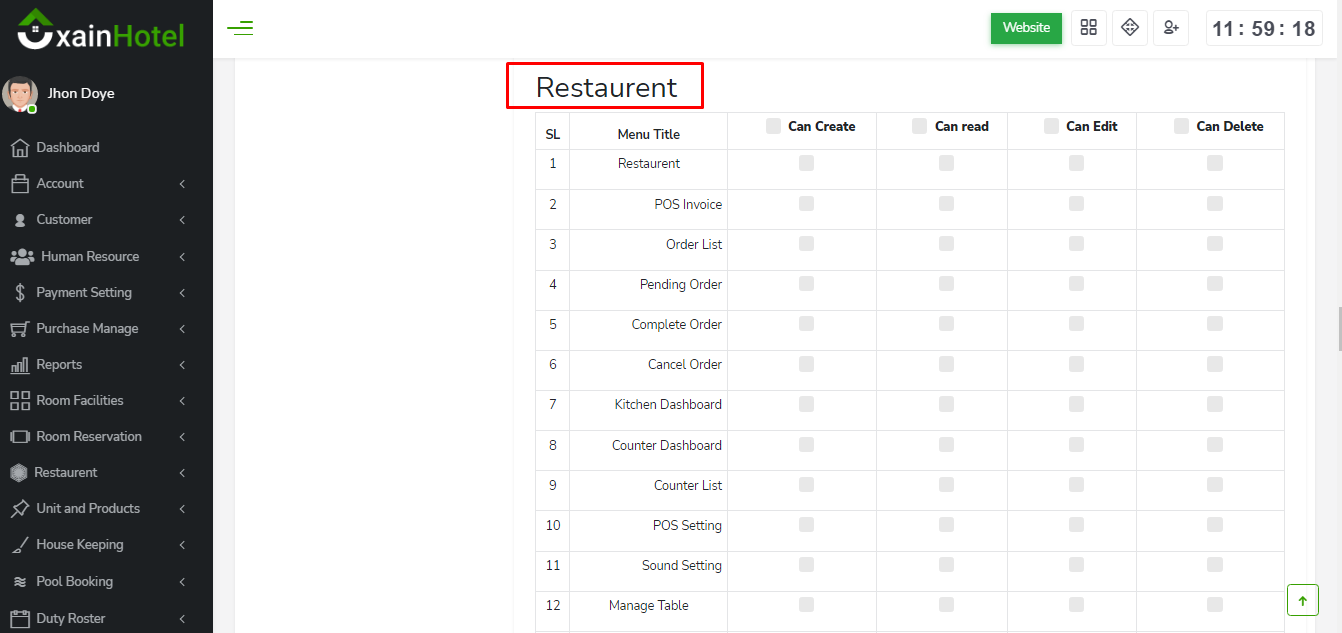 xainHotel
Website
11 : 59 : 18
Jhon Doye
Dashboard
Account
Customer
Human Resource
Payment Setting
Purchase Manage
Reports
Room Facilities
Room Reservation
Restaurent
Unit and Products
House Keeping
Pool Booking
Duty Roster
Restaurent
SL Menu Title Can Create Can read Can Edit Can Delete
1 Restaurent
2 POS Invoice
3 Order List
4 Pending Order
5 Complete Order
6 Cancel Order
7 Kitchen Dashboard
8 Counter Dashboard
9 Counter List
10 POS Setting
11 Sound Setting
12 Manage Table